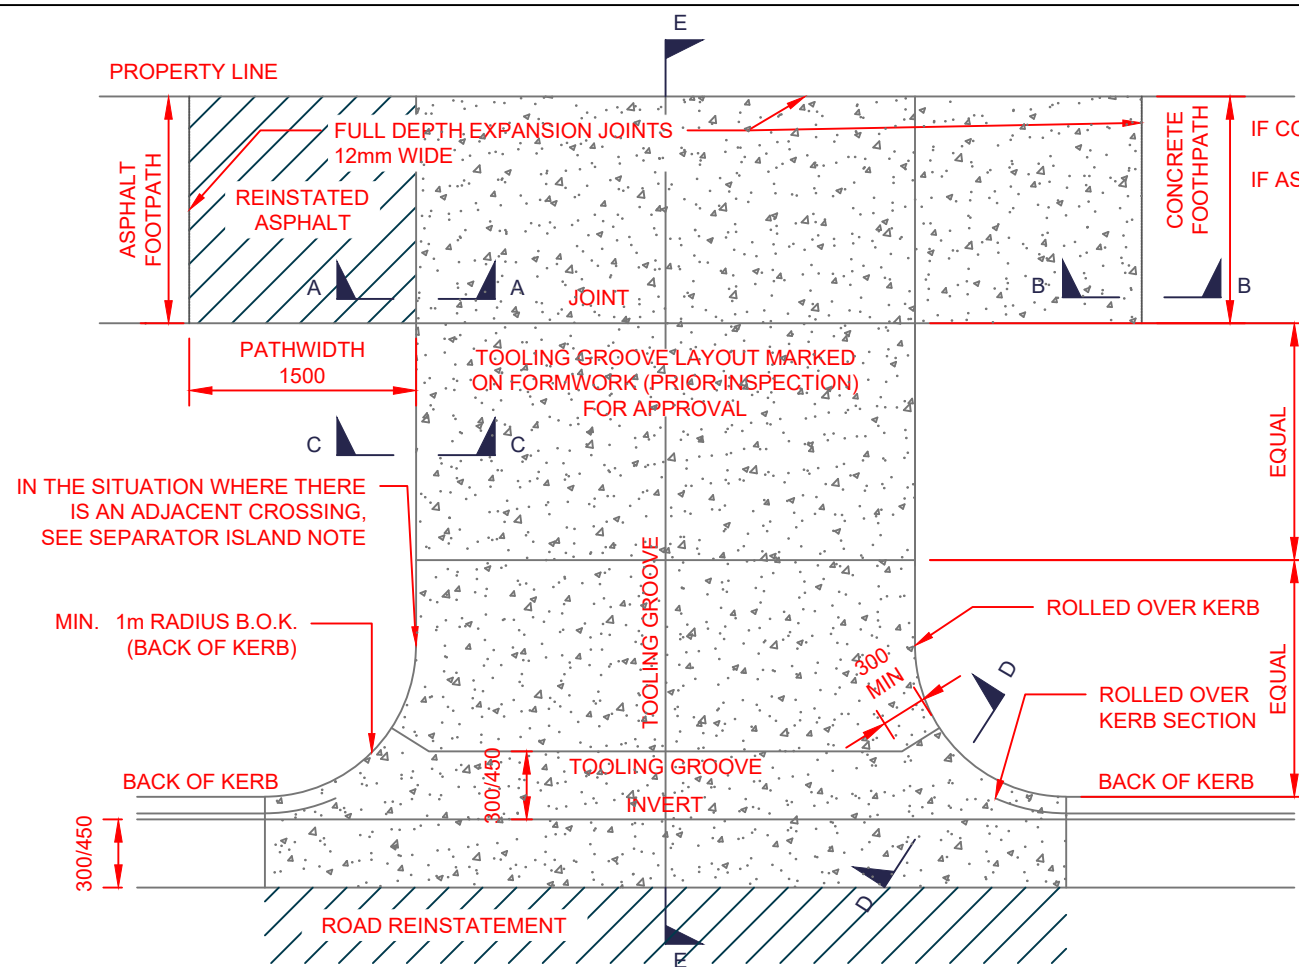 E
PROPERTY LINE
FULL DEPTH EXPANSION JOINTS
12mm WIDE
IF CO
IF AS
ASPHALT
FOOTPATH
REINSTATED
ASPHALT
CONCRETE
FOOTHPATH
A
A
JOINT
B
B
PATHWIDTH
1500
TOOLING GROOVE LAYOUT MARKED
ON FORMWORK (PRIOR INSPECTION)
FOR APPROVAL
EQUAL
C
C
IN THE SITUATION WHERE THERE
IS AN ADJACENT CROSSING,
SEE SEPARATOR ISLAND NOTE
TOOLING GROOVE
MIN. 1m RADIUS B.O.K.
(BACK OF KERB)
ROLLED OVER KERB
300
MIN
D
ROLLED OVER
KERB SECTION
EQUAL
BACK OF KERB
300/450
TOOLING GROOVE
INVERT
BACK OF KERB
300/450
D
ROAD REINSTATEMENT
E